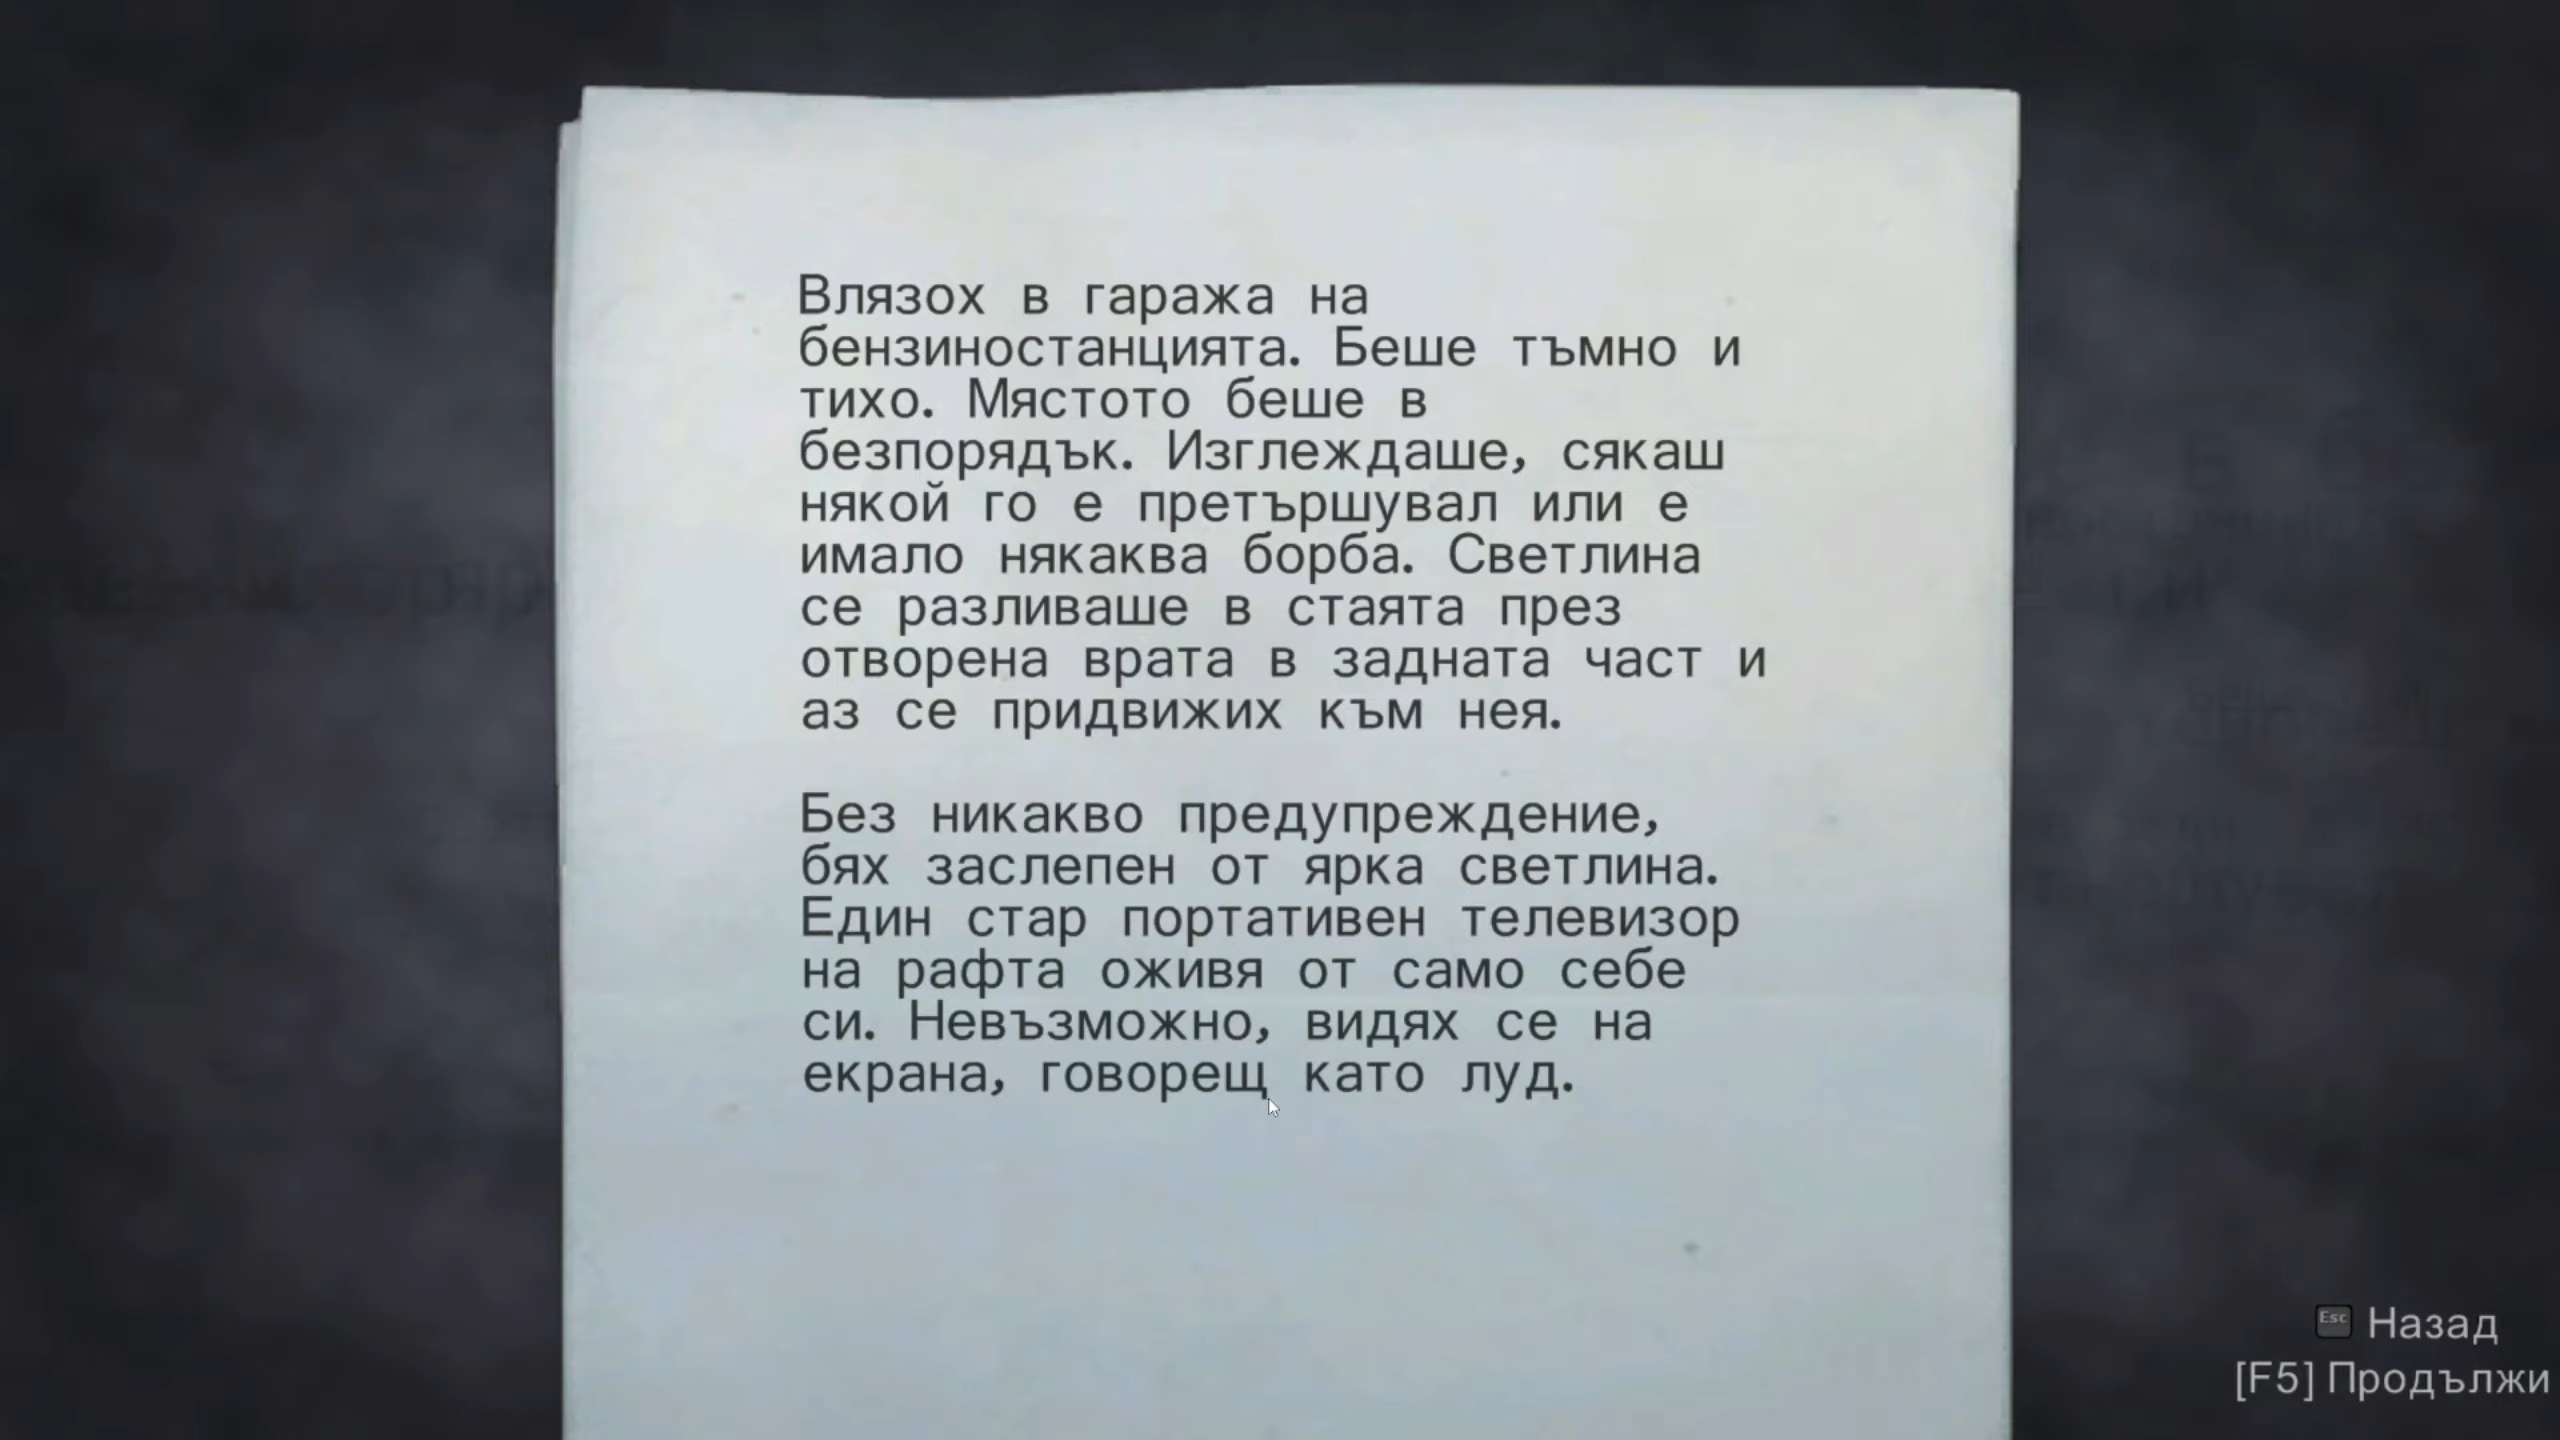 Влязох в гаража на
бензиностанцията. Беше тъмно и
тихо. Мястото беше в
безпорядък. Изглеждаше, сякаш
някой го е претършувал или е
имало някаква борба. Светлина
се разливаше в стаята през
отворена врата в задната част и
аз се придвижих към нея.
Без никакво предупреждение,
бях заслепен от ярка светлина.
Един стар портативен телевизор
на рафта оживя от само себе
си. Невъзможно, видях се на
екрана, говорещ като луд.
Esc Назад
[F5] Продължи